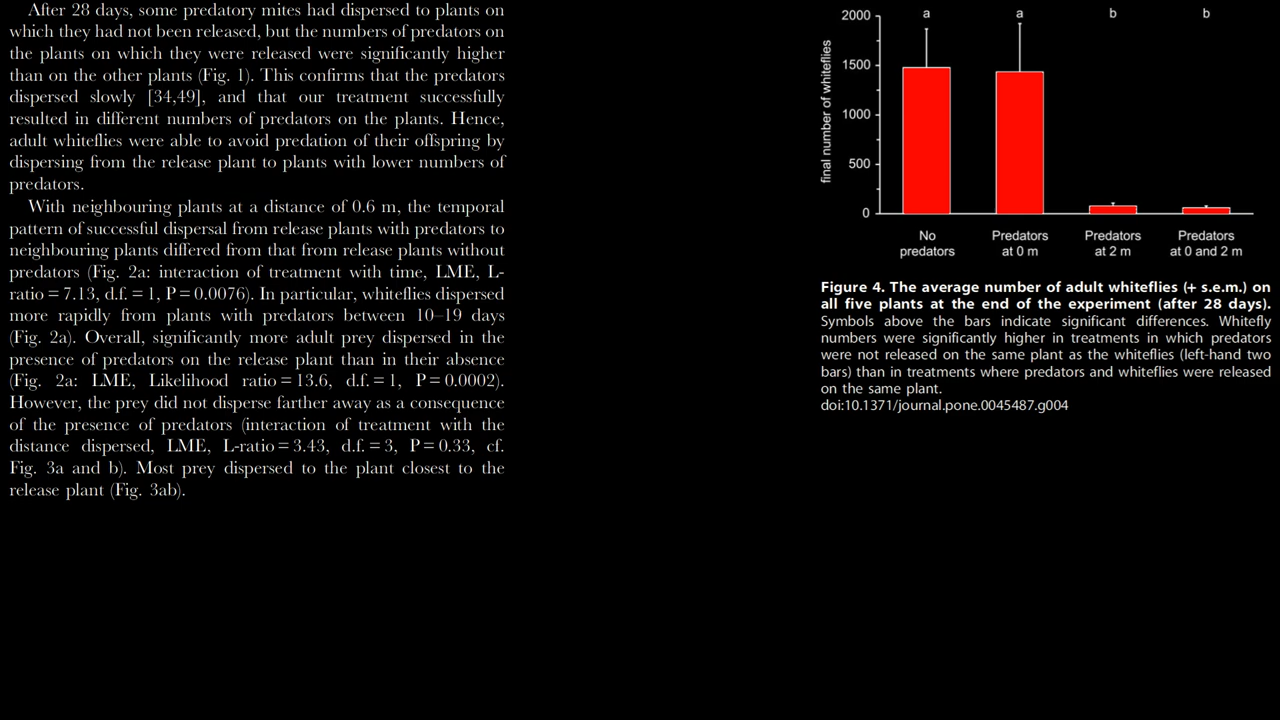 After 28 days, some predatory mites had dispersed to plants on
which they had not been released, but the numbers of predators on
the plants on which they were released were significantly higher
than on the other plants (Fig. 1). This confirms that the predators
dispersed slowly [34,49], and that our treatment successfully
resulted in different numbers of predators on the plants. Hence,
adult whiteflies were able to avoid predation of their offspring by
dispersing from the release plant to plants with lower numbers of
predators.
With neighbouring plants at a distance of 0.6 m, the temporal
pattern of successful dispersal from release plants with predators to
neighbouring plants differed from that from release plants without
predators (Fig. 2a: interaction of treatment with time, LME, L-
ratio = 7.13, d.f. = 1, P = 0.0076). In particular, whiteflies dispersed
more rapidly from plants with predators between 10–19 days
(Fig. 2a). Overall, significantly more adult prey dispersed in the
presence of predators on the release plant than in their absence
(Fig. 2a: LME, Likelihood ratio = 13.6, d.f. = 1, P = 0.0002).
However, the prey did not disperse farther away as a consequence
of the presence of predators (interaction of treatment with the
distance dispersed, LME, L-ratio = 3.43, d.f. = 3, P = 0.33, cf.
Fig. 3a and b). Most prey dispersed to the plant closest to the
release plant (Fig. 3ab).
final number of whiteflies
2000
1500
1000
500
0
a
a
b
b
No
predators
Predators
at 0 m
Predators
at 2 m
Predators
at 0 and 2 m
Figure 4. The average number of adult whiteflies (+ s.e.m.) on
all five plants at the end of the experiment (after 28 days).
Symbols above the bars indicate significant differences. Whitefly
numbers were significantly higher in treatments in which predators
were not released on the same plant as the whiteflies (left-hand two
bars) than in treatments where predators and whiteflies were released
on the same plant.
doi:10.1371/journal.pone.0045487.g004